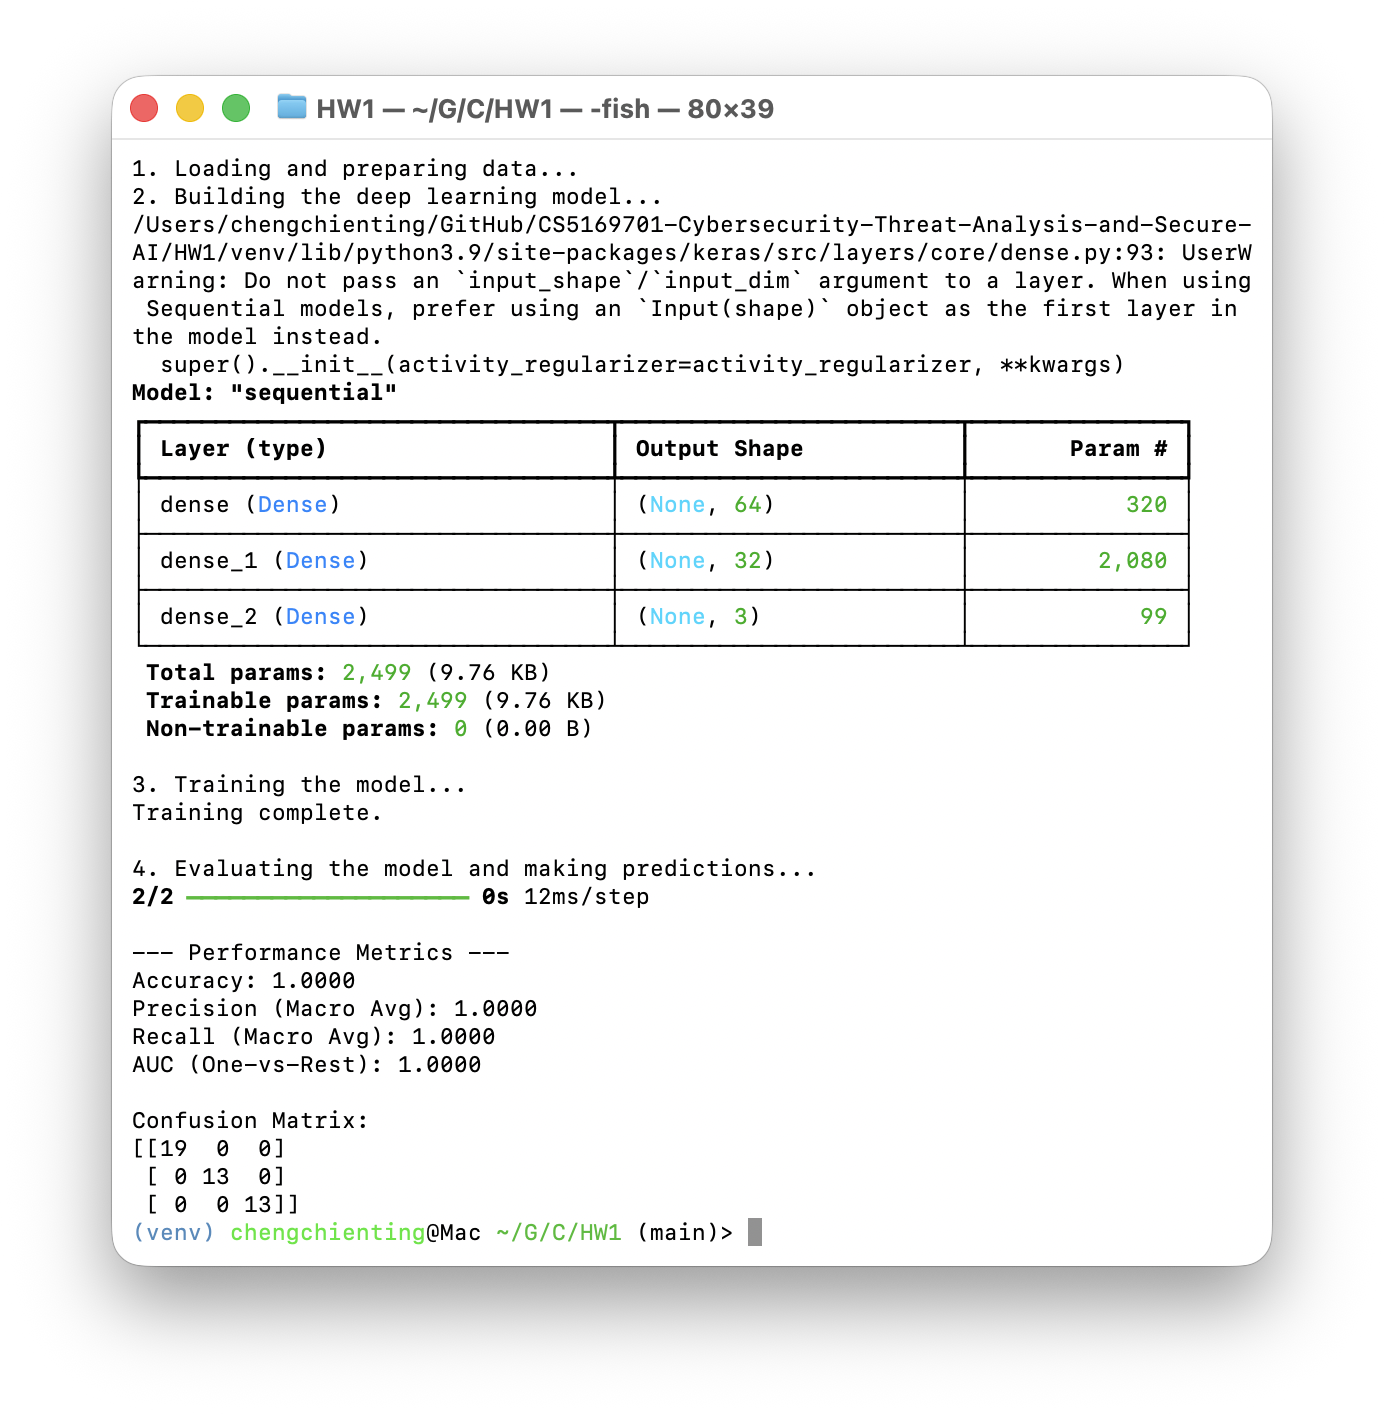 HW1 — ~/G/C/HW1 — -fish — 80×39
1. Loading and preparing data...
2. Building the deep learning model...
/Users/chengchienting/GitHub/CS5169701-Cybersecurity-Threat-Analysis-and-Secure-
AI/HW1/venv/lib/python3.9/site-packages/keras/src/layers/core/dense.py:93: UserW
arning: Do not pass an `input_shape`/`input_dim` argument to a layer. When using
 Sequential models, prefer using an `Input(shape)` object as the first layer in
the model instead.
  super().__init__(activity_regularizer=activity_regularizer, **kwargs)
Model: "sequential"
Layer (type) Output Shape Param #
dense (Dense) (None, 64) 320
dense_1 (Dense) (None, 32) 2,080
dense_2 (Dense) (None, 3) 99
 Total params: 2,499 (9.76 KB)
 Trainable params: 2,499 (9.76 KB)
 Non-trainable params: 0 (0.00 B)
3. Training the model...
Training complete.
4. Evaluating the model and making predictions...
2/2 0s 12ms/step
--- Performance Metrics ---
Accuracy: 1.0000
Precision (Macro Avg): 1.0000
Recall (Macro Avg): 1.0000
AUC (One-vs-Rest): 1.0000
Confusion Matrix:
[[19  0  0]
 [ 0 13  0]
 [ 0  0 13]]
(venv) chengchienting@Mac ~/G/C/HW1 (main)>